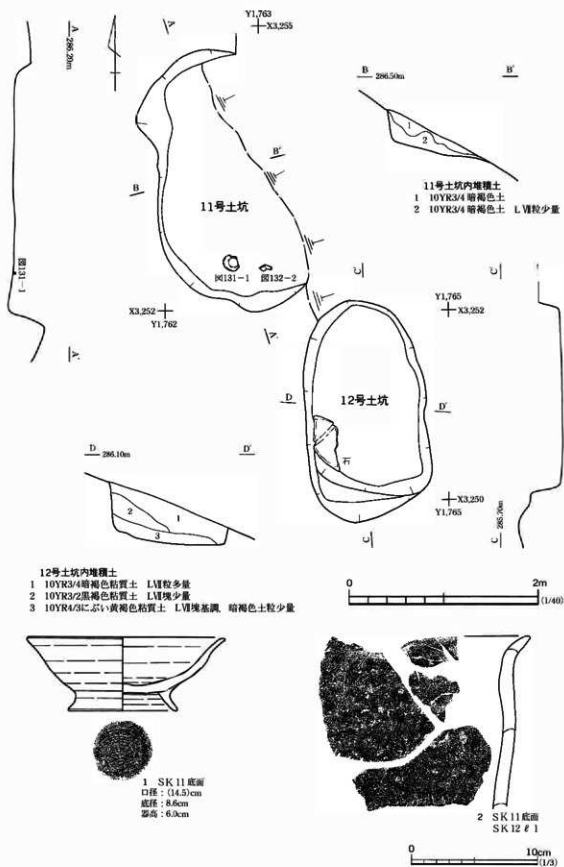 Y1,763
X3,255
A
286.20m
A
B
286.50m
B'
1
2
11号土坑内堆積土
1 10YR3/4 暗褐色土
2 10YR3/4 暗褐色土 LⅦ粒少量
B'
B
11号土坑
図131-1
図131-1
図132-2
X3,252
Y1,762
A'
A'
C
C'
Y1,765
X3,252
D
12号土坑
D'
石
X3,250
Y1,765
C'
C
285.70m
D
286.10m
D'
1
2
3
12号土坑内堆積土
1 10YR3/4暗褐色粘質土 LⅦ粒多量
2 10YR3/2黒褐色粘質土 LⅦ塊少量
3 10YR4/3にぶい黄褐色粘質土 LⅦ塊基調, 暗褐色土粒少量
0
2m
(1/40)
1 SK11底面
口径:(14.5)cm
底径:8.6cm
器高:6.0cm
2 SK11底面
SK12 ℓ 1
0
10cm
(1/3)